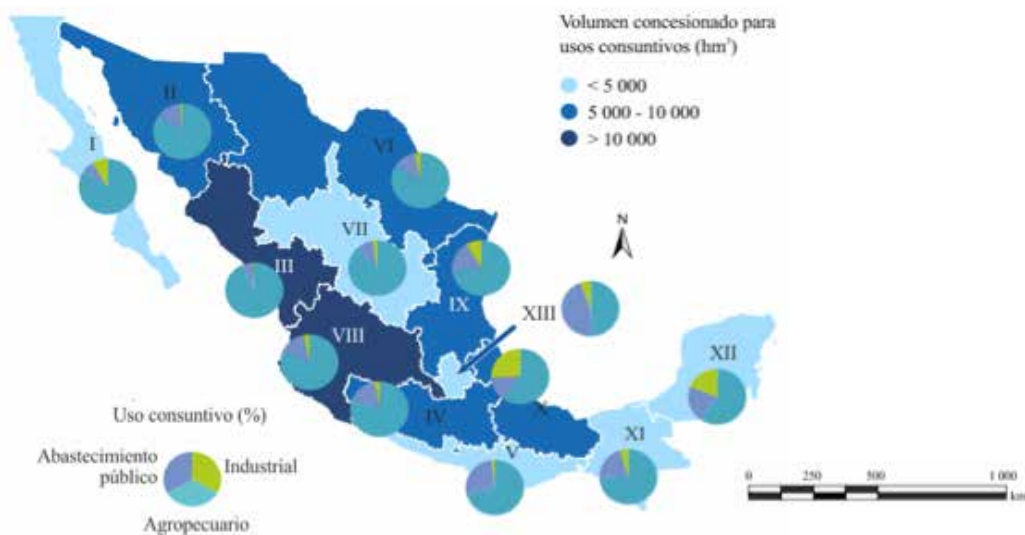 Volumen concesionado para
usos consuntivos (hm³)
< 5 000
5 000 - 10 000
> 10 000
I
II
III
IV
V
VI
VII
VIII
IX
X
XI
XII
XIII
N
Uso consuntivo (%)
Abastecimiento
público
Industrial
Agropecuario
0
250
500
1 000
km